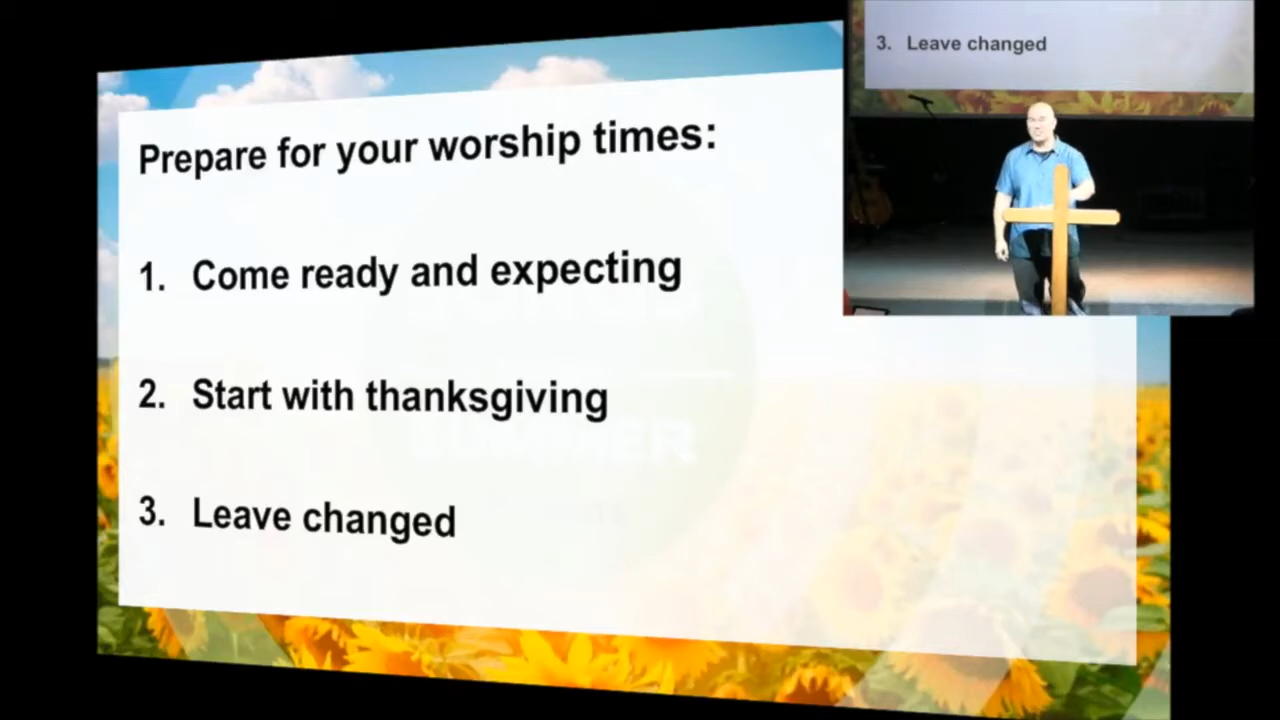 Prepare for your worship times:
1. Come ready and expecting
2. Start with thanksgiving
3. Leave changed
3. Leave changed